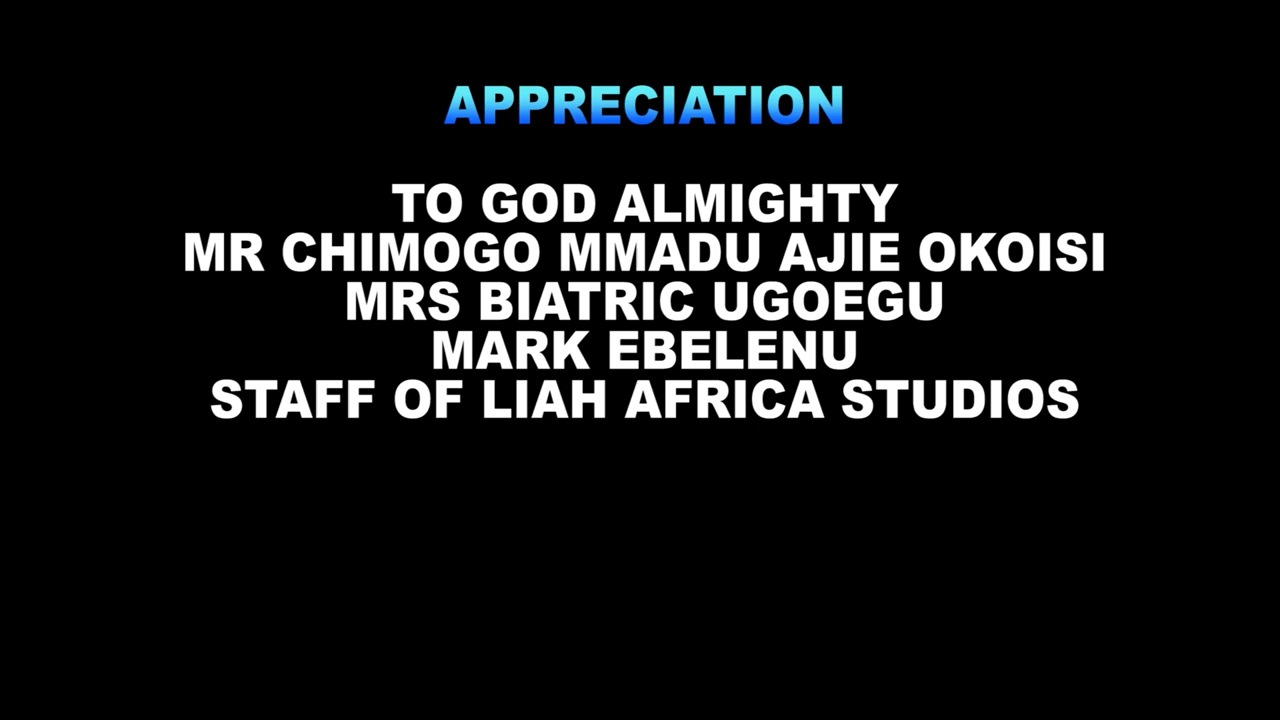 APPRECIATION
TO GOD ALMIGHTY
MR CHIMOGO MMADU AJIE OKOISI
MRS BIATRIC UGOEGU
MARK EBELENU
STAFF OF LIAH AFRICA STUDIOS